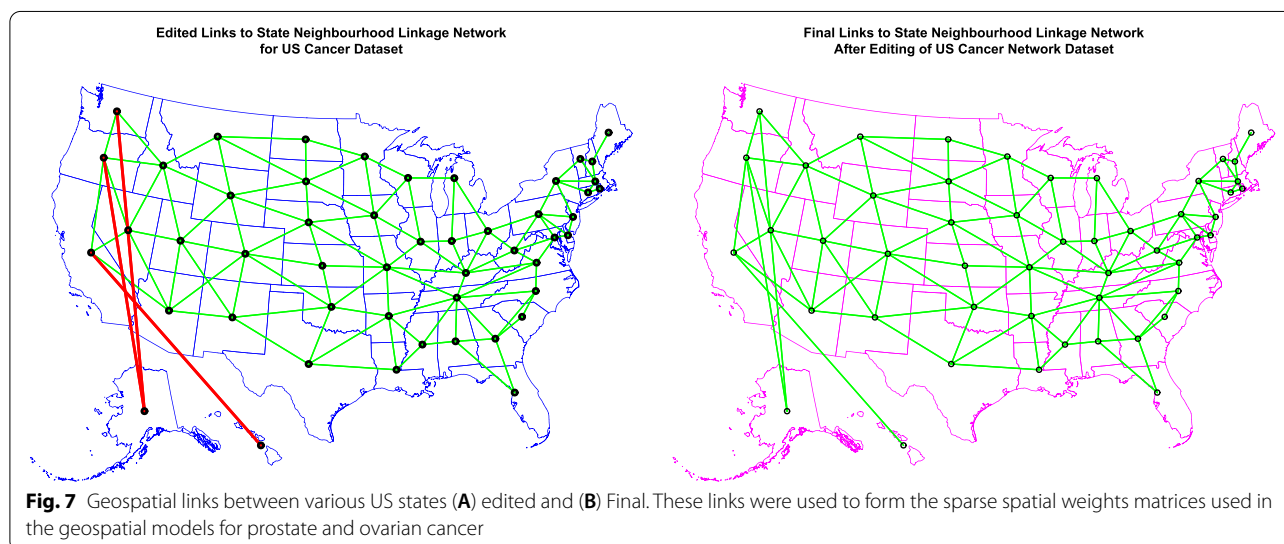 Edited Links to State Neighbourhood Linkage Network
for US Cancer Dataset
Final Links to State Neighbourhood Linkage Network
After Editing of US Cancer Network Dataset
Fig. 7 Geospatial links between various US states (A) edited and (B) Final. These links were used to form the sparse spatial weights matrices used in
the geospatial models for prostate and ovarian cancer